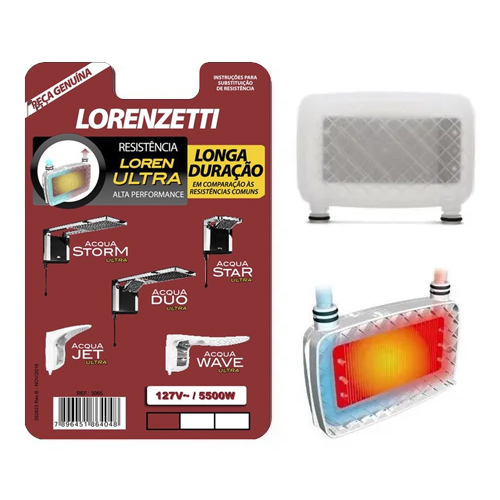 PEÇA GENUÍNA
INSTRUÇÕES PARA
SUBSTITUIÇÃO
DE RESISTÊNCIA
LORENZETTI
RESISTÊNCIA
LOREN
ULTRA
ALTA PERFORMANCE
LONGA
DURAÇÃO
EM COMPARAÇÃO ÀS
RESISTÊNCIAS COMUNS
ACQUA
STORM
ULTRA
ACQUA
STAR
ULTRA
ACQUA
DUO
ULTRA
ACQUA
JET
ULTRA
ACQUA
WAVE
ULTRA
7896451864048
127V~ / 5500W